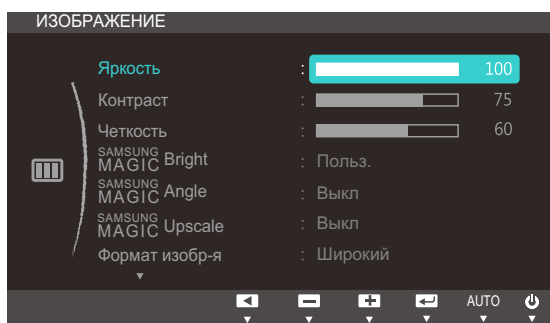 ИЗОБРАЖЕНИЕ
Яркость : 100
Контраст : 75
Четкость : 60
SAMSUNG MAGIC Bright : Польз.
SAMSUNG MAGIC Angle : Выкл
SAMSUNG MAGIC Upscale : Выкл
Формат изобр-я : Широкий
AUTO